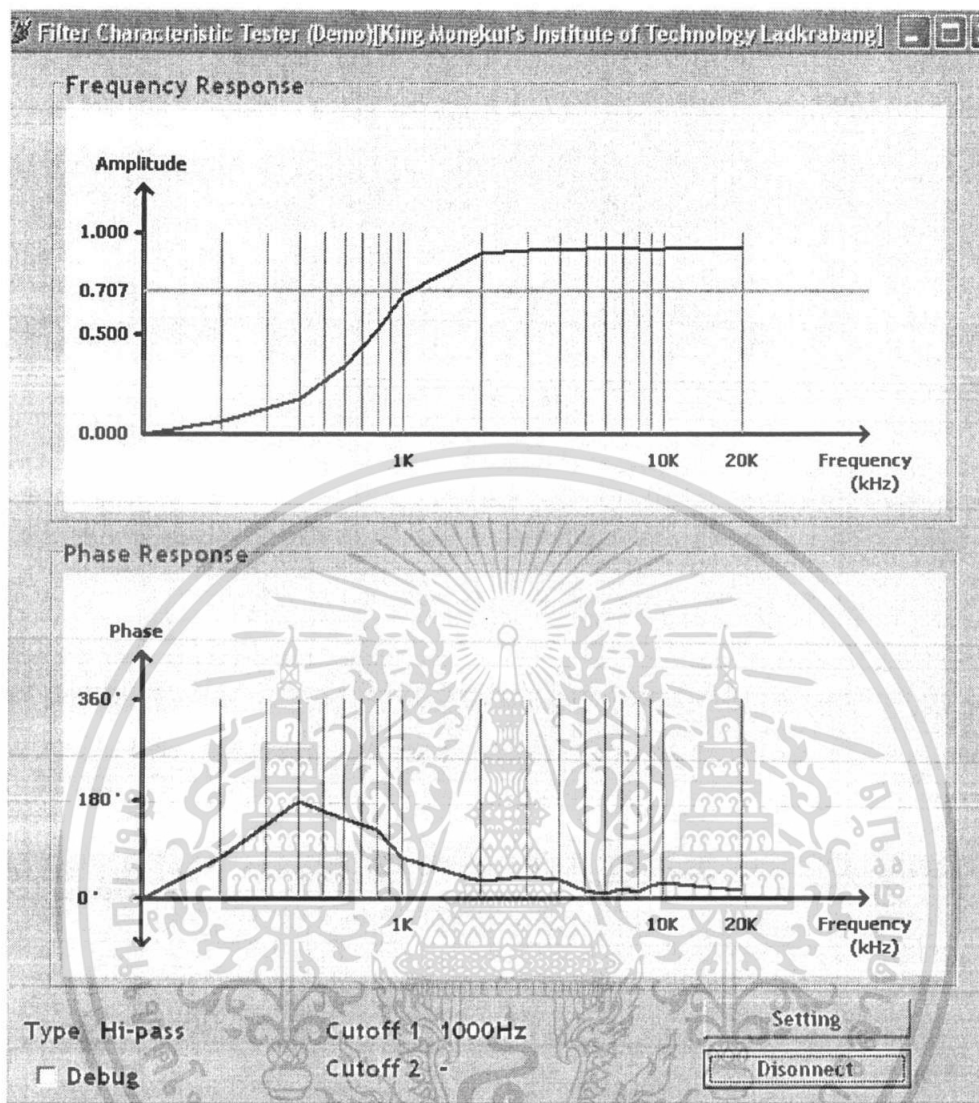 Filter Characteristic Tester (Demo)[King Mongkut's Institute of Technology Ladkrabang]
Frequency Response
Amplitude
1.000
0.707
0.500
0.000
1K 10K 20K Frequency
(kHz)
Phase Response
Phase
360°
180°
0°
1K 10K 20K Frequency
(kHz)
Type Hi-pass Cutoff 1 1000Hz Setting
Debug Cutoff 2 - Disonnect